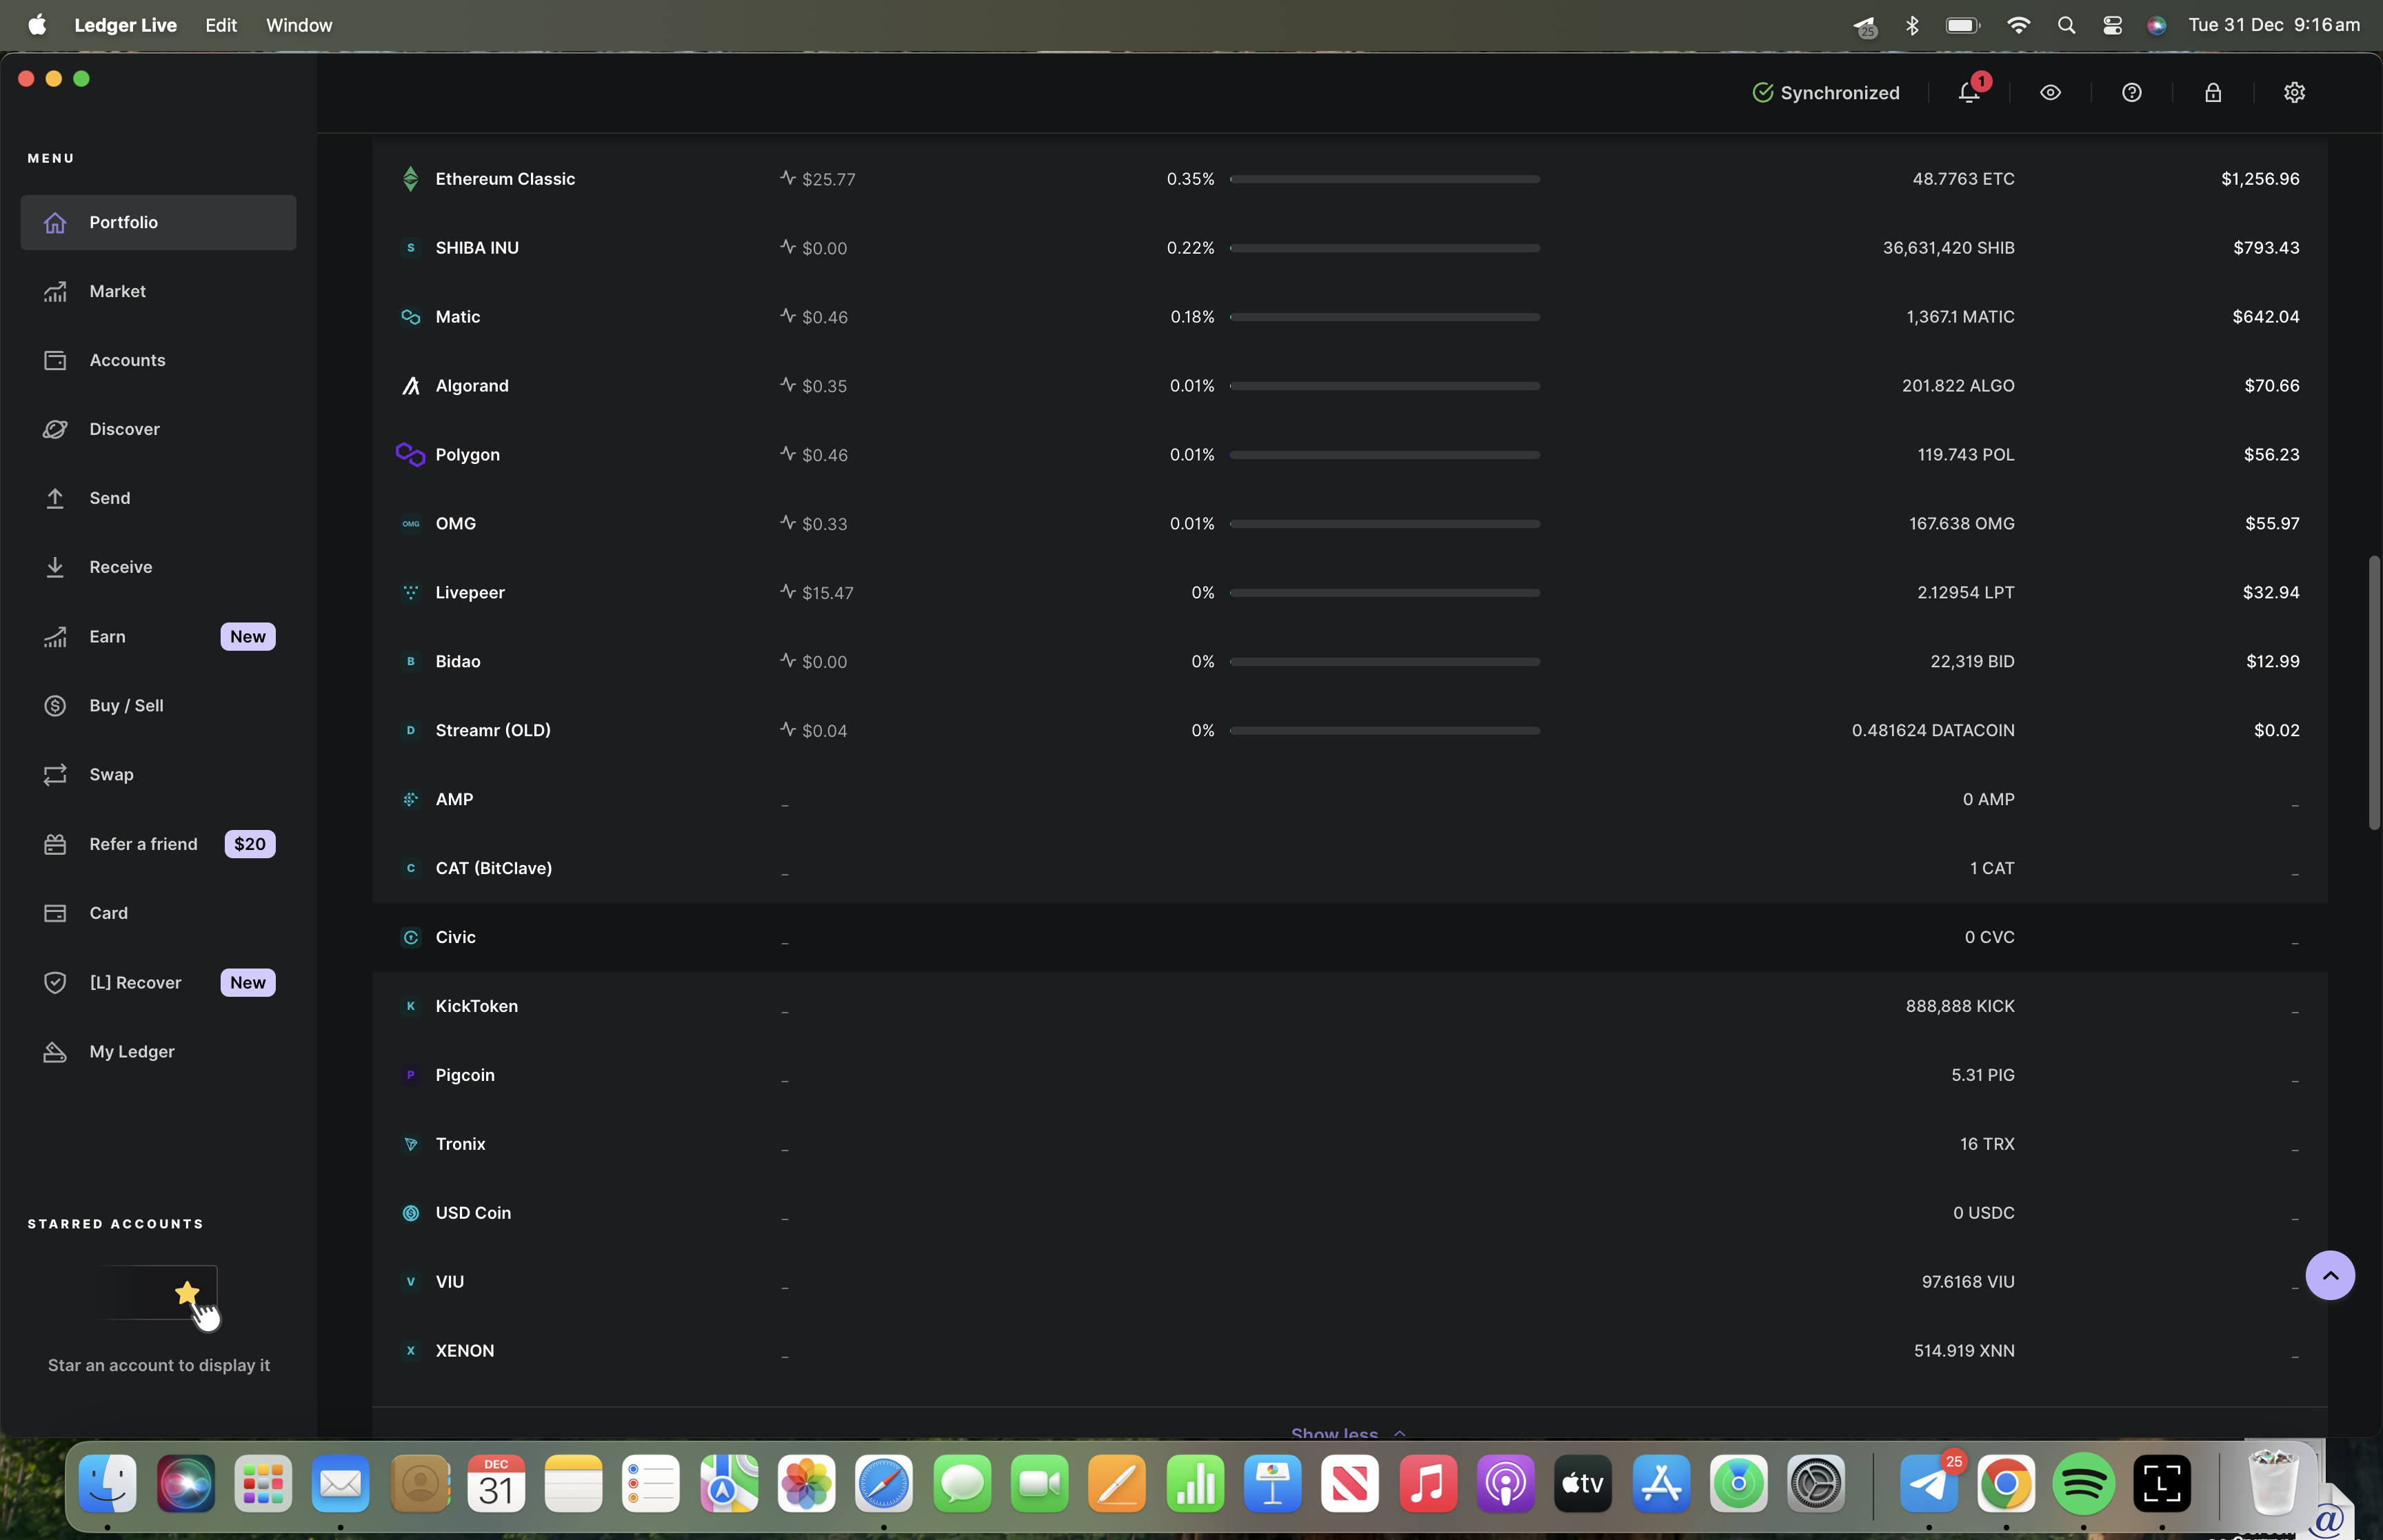 Ledger Live Edit Window 25 Tue 31 Dec 9:16 am
Synchronized 1
MENU
Portfolio
Market
Accounts
Discover
Send
Receive
Earn New
Buy / Sell
Swap
Refer a friend $20
Card
[L] Recover New
My Ledger
STARRED ACCOUNTS
Star an account to display it
Ethereum Classic $25.77 0.35% 48.7763 ETC $1,256.96
S SHIBA INU $0.00 0.22% 36,631,420 SHIB $793.43
Matic $0.46 0.18% 1,367.1 MATIC $642.04
Algorand $0.35 0.01% 201.822 ALGO $70.66
Polygon $0.46 0.01% 119.743 POL $56.23
OMG OMG $0.33 0.01% 167.638 OMG $55.97
Livepeer $15.47 0% 2.12954 LPT $32.94
B Bidao $0.00 0% 22,319 BID $12.99
D Streamr (OLD) $0.04 0% 0.481624 DATACOIN $0.02
AMP – 0 AMP –
C CAT (BitClave) – 1 CAT –
Civic – 0 CVC –
K KickToken – 888,888 KICK –
P Pigcoin – 5.31 PIG –
Tronix – 16 TRX –
USD Coin – 0 USDC –
V VIU – 97.6168 VIU –
X XENON – 514.919 XNN –
Show less
DEC
31
tv
25
L
@